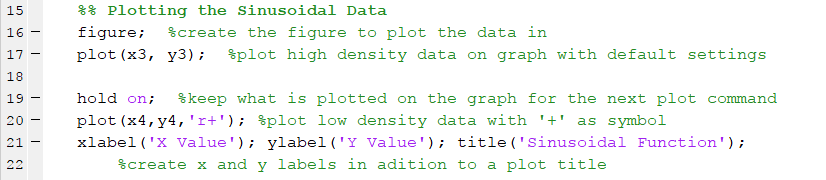 15 %% Plotting the Sinusoidal Data
16 – figure; %create the figure to plot the data in
17 – plot(x3, y3); %plot high density data on graph with default settings
18
19 – hold on; %keep what is plotted on the graph for the next plot command
20 – plot(x4,y4,'r+'); %plot low density data with '+' as symbol
21 – xlabel('X Value'); ylabel('Y Value'); title('Sinusoidal Function');
22 %create x and y labels in adition to a plot title